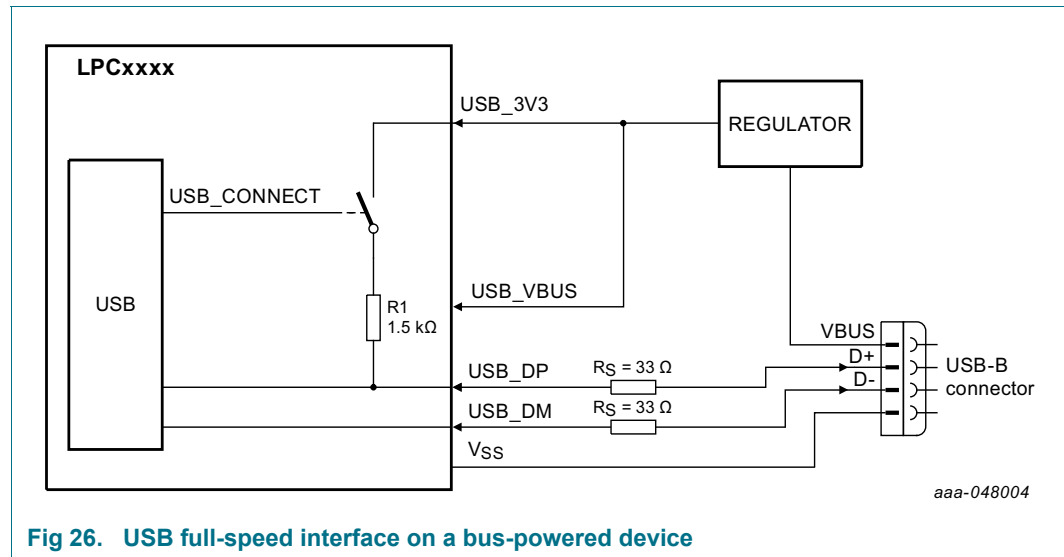 LPCxxxx
USB_3V3
REGULATOR
USB_CONNECT
USB
R1
1.5 kΩ
USB_VBUS
VBUS
D+
D-
USB-B
connector
USB_DP
RS = 33 Ω
USB_DM
RS = 33 Ω
VSS
aaa-048004
Fig 26. USB full-speed interface on a bus-powered device